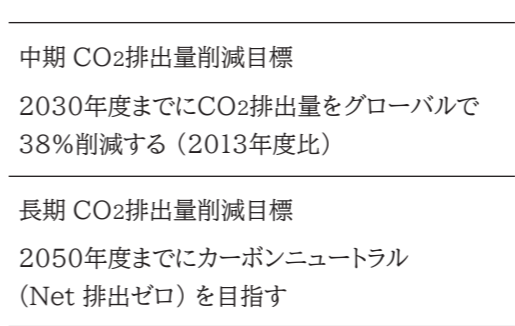 中期 CO2排出量削減目標
2030年度までにCO2排出量をグローバルで
38%削減する（2013年度比）
長期 CO2排出量削減目標
2050年度までにカーボンニュートラル
（Net 排出ゼロ）を目指す